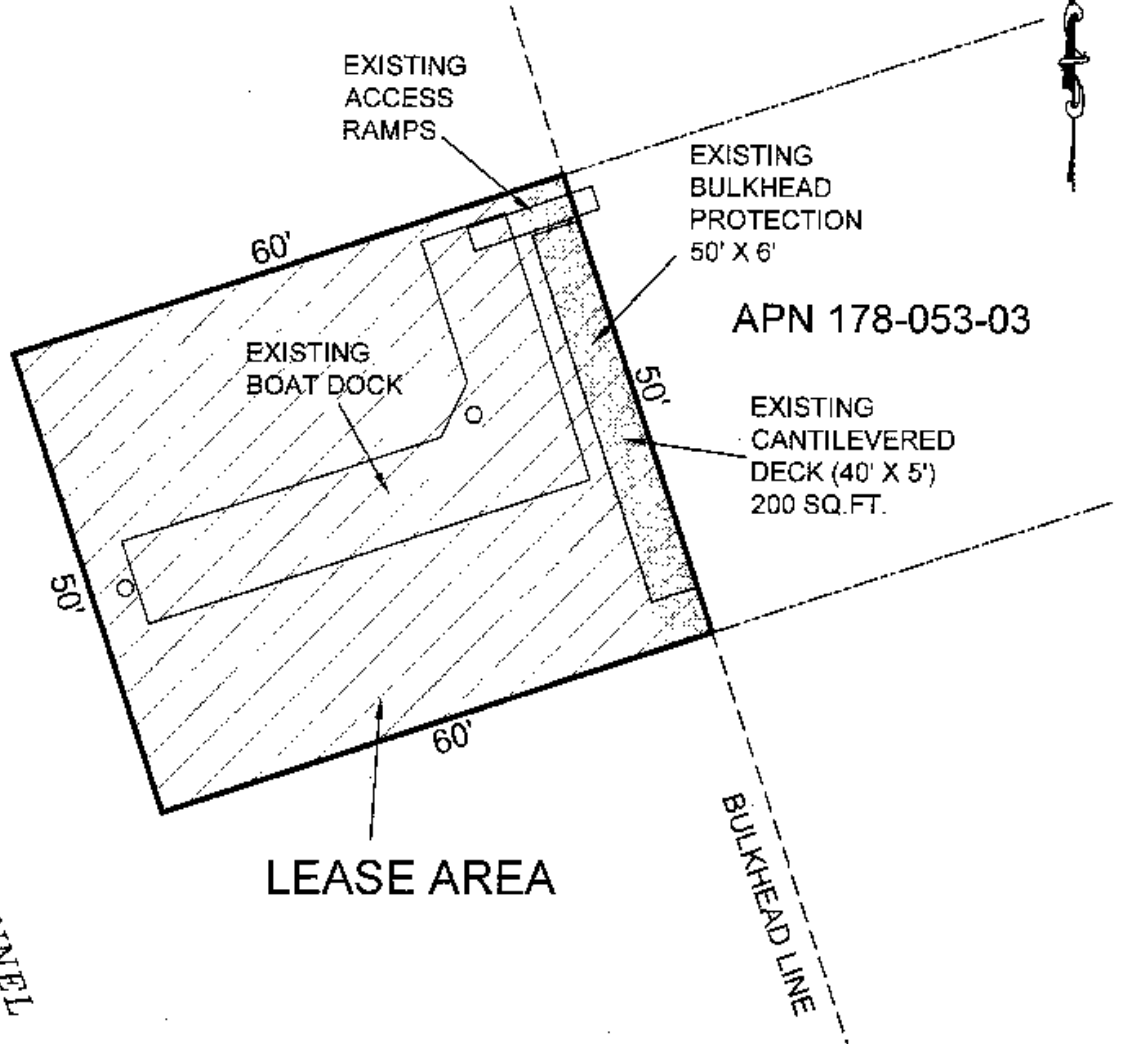 EXISTING
ACCESS
RAMPS
EXISTING
BULKHEAD
PROTECTION
50' X 6'
60'
APN 178-053-03
EXISTING
BOAT DOCK
50'
EXISTING
CANTILEVERED
DECK (40' X 5')
200 SQ.FT.
50'
60'
LEASE AREA
BULKHEAD LINE